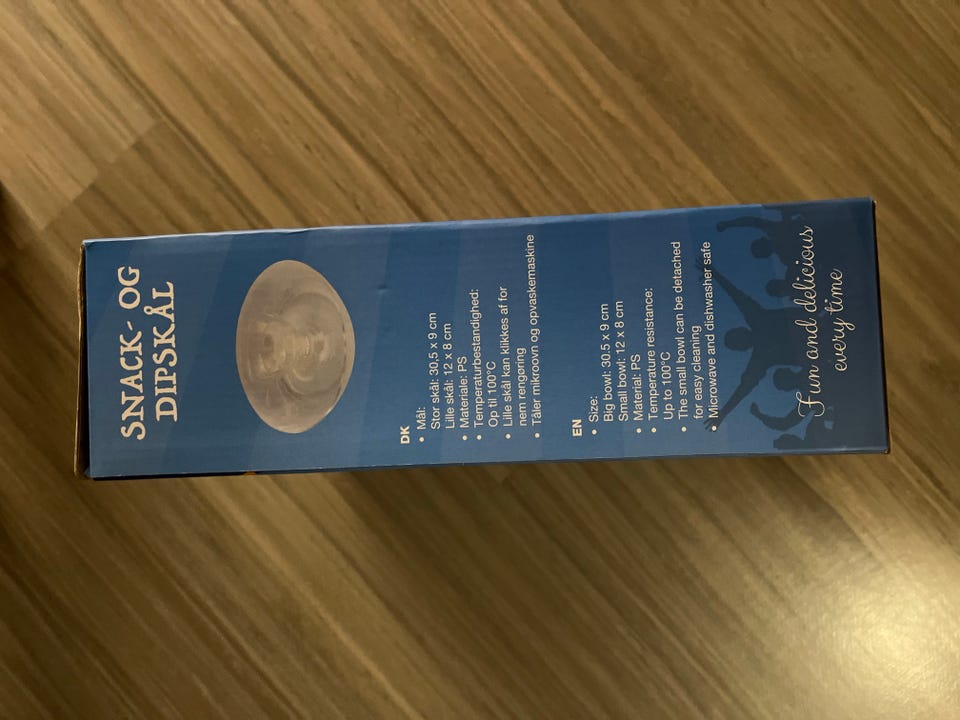 SNACK- OG
DIPSKÅL
DK
• Mål:
Stor skål: 30,5 x 9 cm
Lille skål: 12 x 8 cm
• Materiale: PS
• Temperaturbestandighed:
Op til 100°C
• Lille skål kan klikkes af for
nem rengøring
• Tåler mikroovn og opvaskemaskine
EN
• Size:
Big bowl: 30.5 x 9 cm
Small bowl: 12 x 8 cm
• Material: PS
• Temperature resistance:
Up to 100°C
• The small bowl can be detached
for easy cleaning
• Microwave and dishwasher safe
Fun and delicious
every time